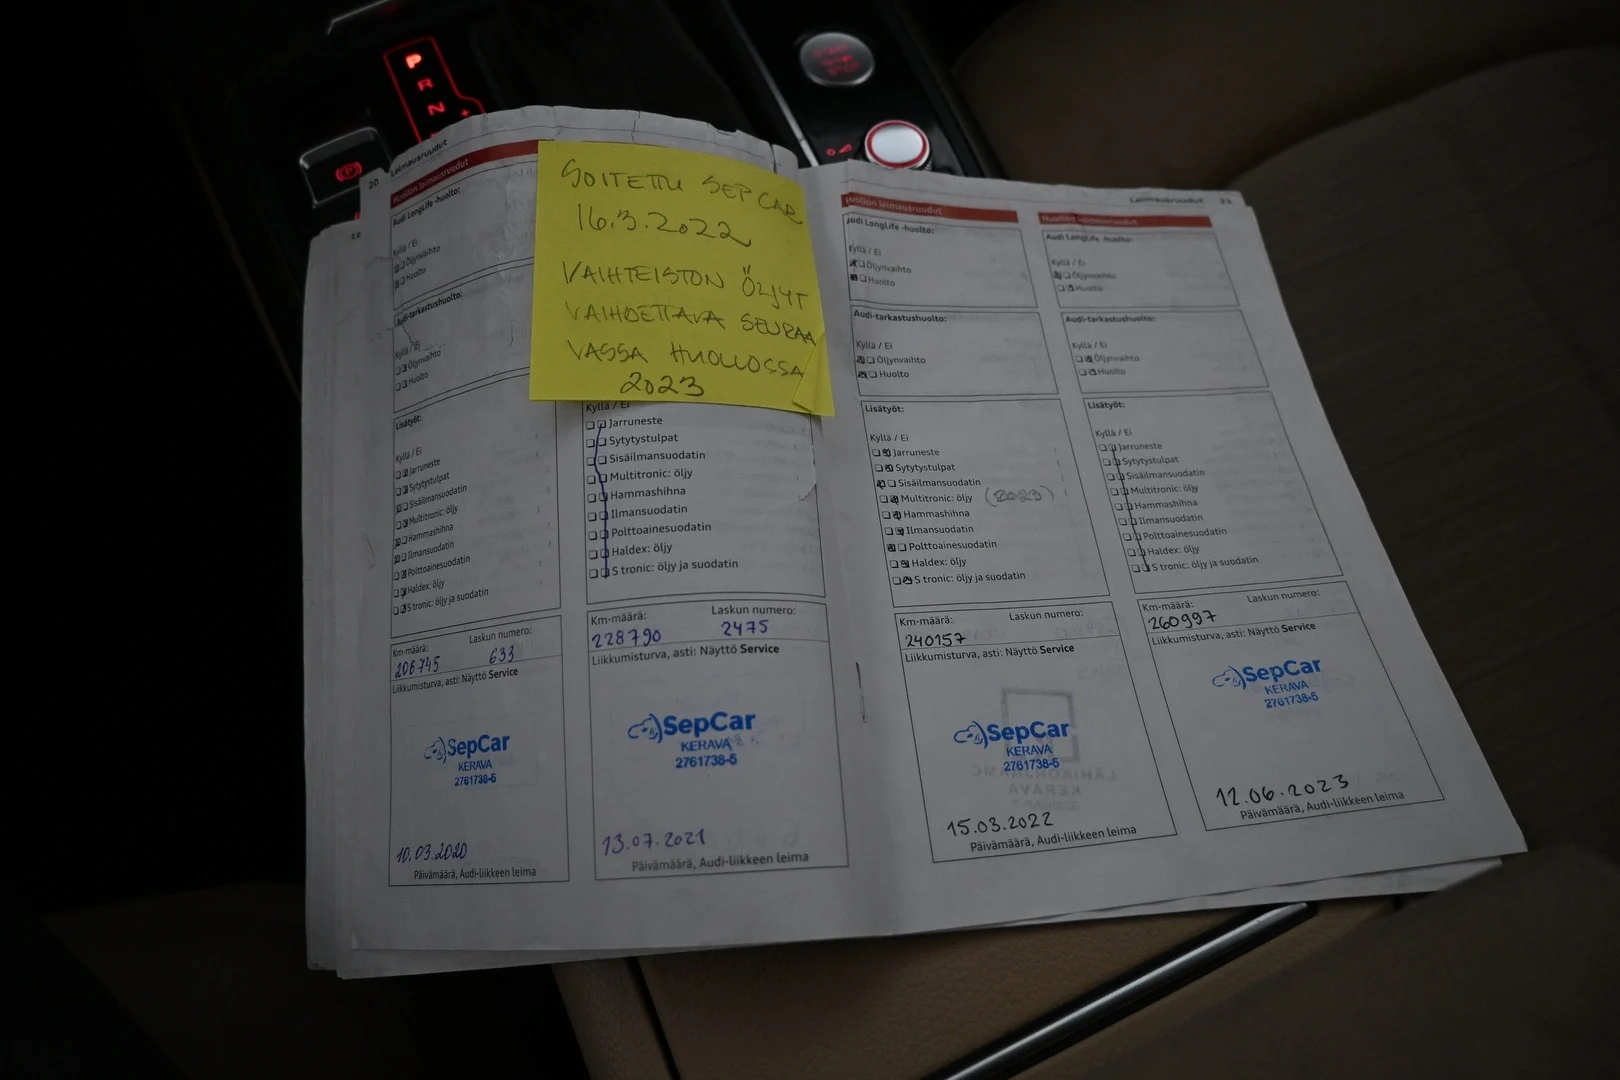 P
R
N
20 Leimausruudut
Huollon leimausruudut
Audi LongLife -huolto:
Kyllä / Ei
Öljynvaihto
Huolto
Audi-tarkastushuolto:
Kyllä / Ei
Öljynvaihto
Huolto
Lisätyöt:
Kyllä / Ei
Jarruneste
Sytytystulpat
Sisäilmansuodatin
Multitronic: öljy
Hammashihna
Ilmansuodatin
Polttoainesuodatin
Haldex: öljy
S tronic: öljy ja suodatin
Km-määrä: Laskun numero:
206745 633
Liikkumisturva, asti: Näyttö Service
SepCar
KERAVA
2761738-5
10.03.2020
Päivämäärä, Audi-liikkeen leima
SOITETTU SEPCAR
16.3.2022
VAIHTEISTON ÖLJYT
VAIHDETTAVA SEURAA
VASSA HUOLLOSSA
2023
Kyllä / Ei
Jarruneste
Sytytystulpat
Sisäilmansuodatin
Multitronic: öljy
Hammashihna
Ilmansuodatin
Polttoainesuodatin
Haldex: öljy
S tronic: öljy ja suodatin
Km-määrä: Laskun numero:
228790 2475
Liikkumisturva, asti: Näyttö Service
SepCar
KERAVA
2761738-5
13.07.2021
Päivämäärä, Audi-liikkeen leima
Huollon leimausruudut
Audi LongLife -huolto:
Kyllä / Ei
Öljynvaihto
Huolto
Audi-tarkastushuolto:
Kyllä / Ei
Öljynvaihto
Huolto
Lisätyöt:
Kyllä / Ei
Jarruneste
Sytytystulpat
Sisäilmansuodatin
Multitronic: öljy (2023)
Hammashihna
Ilmansuodatin
Polttoainesuodatin
Haldex: öljy
S tronic: öljy ja suodatin
Km-määrä: Laskun numero:
240157
Liikkumisturva, asti: Näyttö Service
SepCar
KERAVA
2761738-5
15.03.2022
Päivämäärä, Audi-liikkeen leima
Leimausruudut 21
Huollon leimausruudut
Audi LongLife -huolto:
Kyllä / Ei
Öljynvaihto
Huolto
Audi-tarkastushuolto:
Kyllä / Ei
Öljynvaihto
Huolto
Lisätyöt:
Kyllä / Ei
Jarruneste
Sytytystulpat
Sisäilmansuodatin
Multitronic: öljy
Hammashihna
Ilmansuodatin
Polttoainesuodatin
Haldex: öljy
S tronic: öljy ja suodatin
Km-määrä: Laskun numero:
260997
Liikkumisturva, asti: Näyttö Service
SepCar
KERAVA
2761738-5
12.06.2023
Päivämäärä, Audi-liikkeen leima